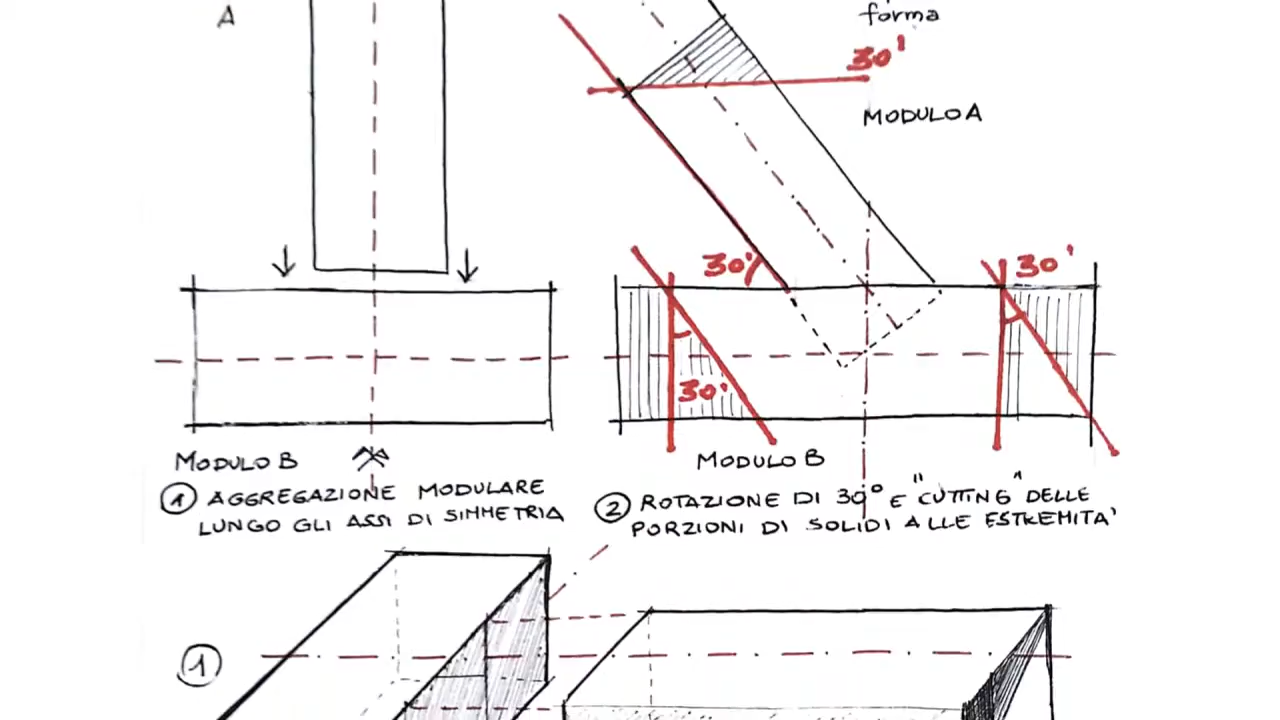 A
forma
30'
MODULO A
30'
30'
30'
MODULO B
MODULO B
1 AGGREGAZIONE MODULARE
LUNGO GLI ASSI DI SIMMETRIA
2 ROTAZIONE DI 30° E "CUTTING" DELLE
PORZIONI DI SOLIDI ALLE ESTREMITA'
1